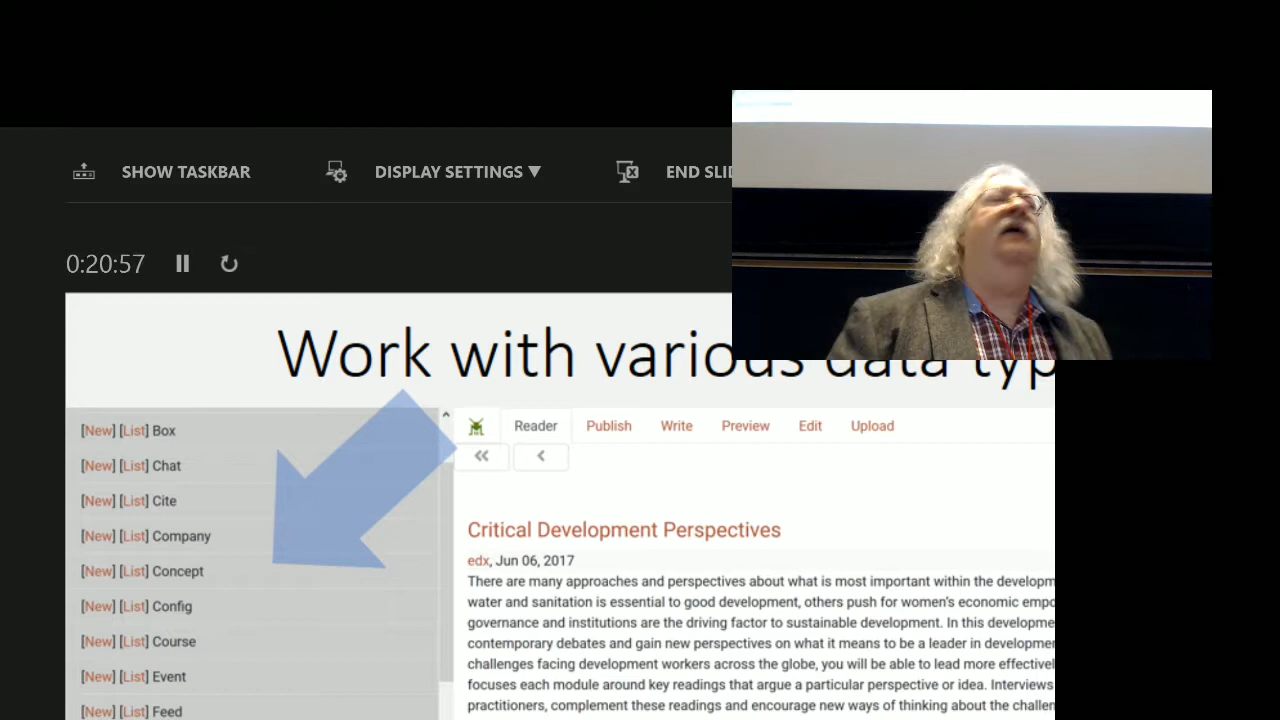 SHOW TASKBAR
DISPLAY SETTINGS ▼
END SLI
0:20:57
Work with various data typ
[New] [List] Box
[New] [List] Chat
[New] [List] Cite
[New] [List] Company
[New] [List] Concept
[New] [List] Config
[New] [List] Course
[New] [List] Event
[New] [List] Feed
Reader Publish Write Preview Edit Upload
Critical Development Perspectives
edx, Jun 06, 2017
There are many approaches and perspectives about what is most important within the developm
water and sanitation is essential to good development, others push for women's economic empo
governance and institutions are the driving factor to sustainable development. In this developme
contemporary debates and gain new perspectives on what it means to be a leader in developmen
challenges facing development workers across the globe, you will be able to lead more effectivel
focuses each module around key readings that argue a particular perspective or idea. Interviews
practitioners, complement these readings and encourage new ways of thinking about the challen